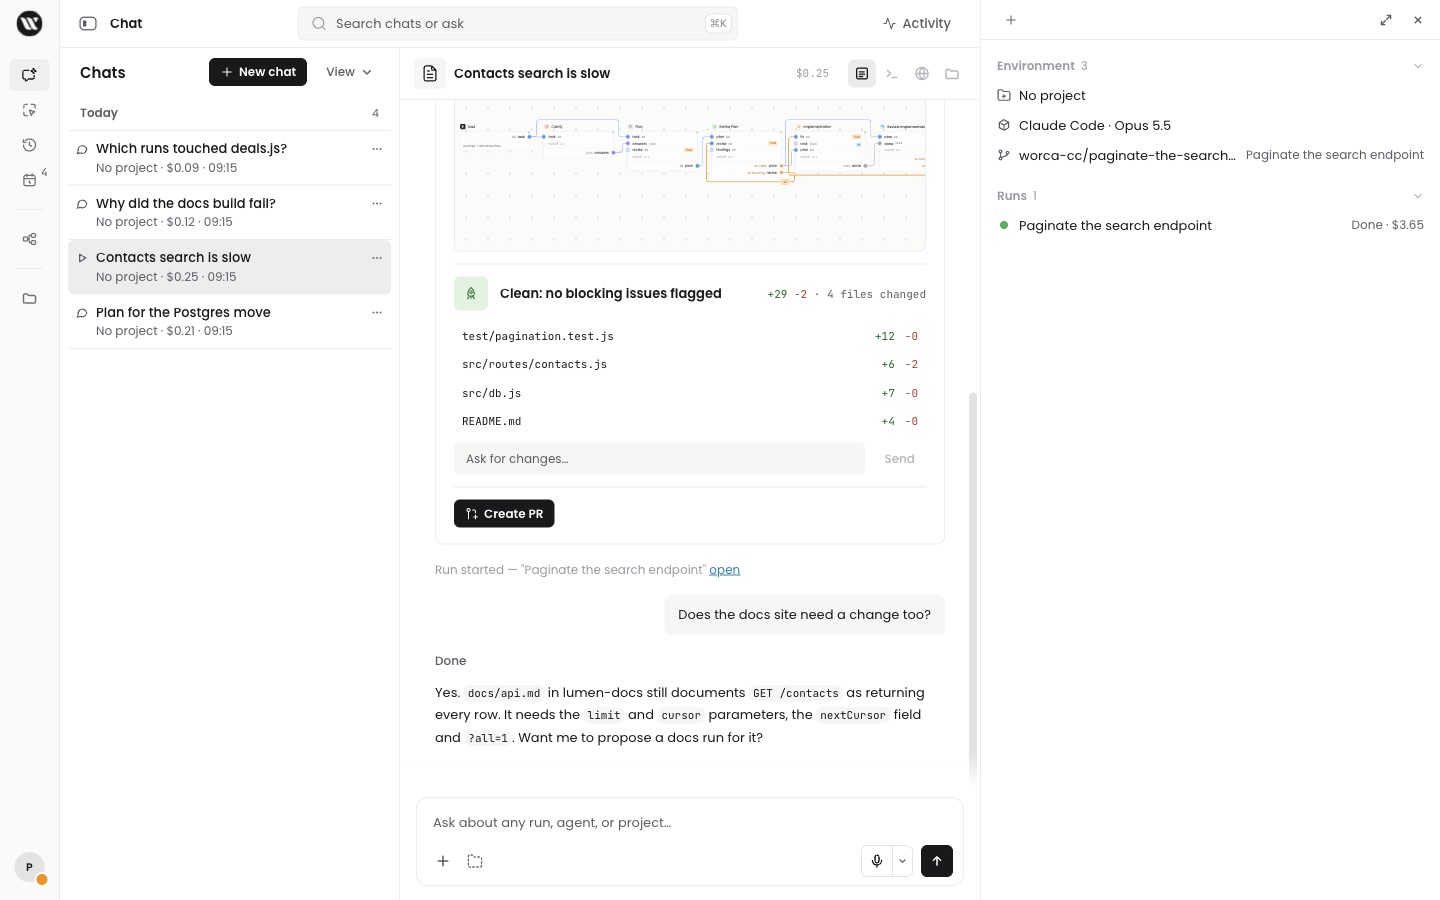 Chat
Search chats or ask
⌘K
Activity
Chats
New chat
View
Today
4
Which runs touched deals.js?
No project · $0.09 · 09:15
Why did the docs build fail?
No project · $0.12 · 09:15
Contacts search is slow
No project · $0.25 · 09:15
Plan for the Postgres move
No project · $0.21 · 09:15
4
P
Contacts search is slow
$0.25
Task
Clarify
Plan
Refine Plan
Implementation
Clean: no blocking issues flagged
+29 -2 · 4 files changed
test/pagination.test.js
+12 -0
src/routes/contacts.js
+6 -2
src/db.js
+7 -0
README.md
+4 -0
Ask for changes…
Send
Create PR
Run started — "Paginate the search endpoint" open
Does the docs site need a change too?
Done
Yes. docs/api.md in lumen-docs still documents GET /contacts as returning
every row. It needs the limit and cursor parameters, the nextCursor field
and ?all=1. Want me to propose a docs run for it?
Ask about any run, agent, or project…
Environment 3
No project
Claude Code · Opus 5.5
worca-cc/paginate-the-search…
Paginate the search endpoint
Runs 1
Paginate the search endpoint
Done · $3.65